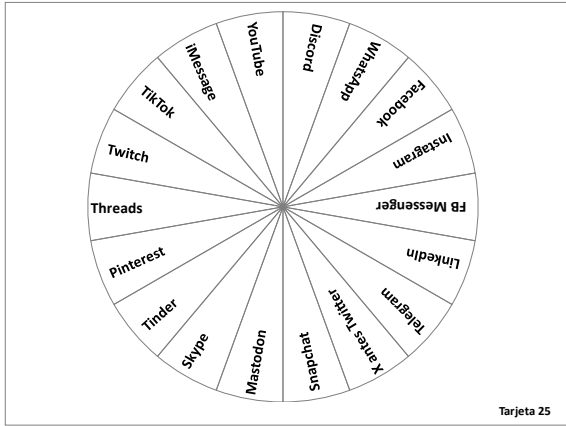 Discord
WhatsApp
Facebook
Instagram
FB Messenger
LinkedIn
Telegram
X antes Twitter
Snapchat
Mastodon
Skype
Tinder
Pinterest
Threads
Twitch
TikTok
iMessage
YouTube
Tarjeta 25